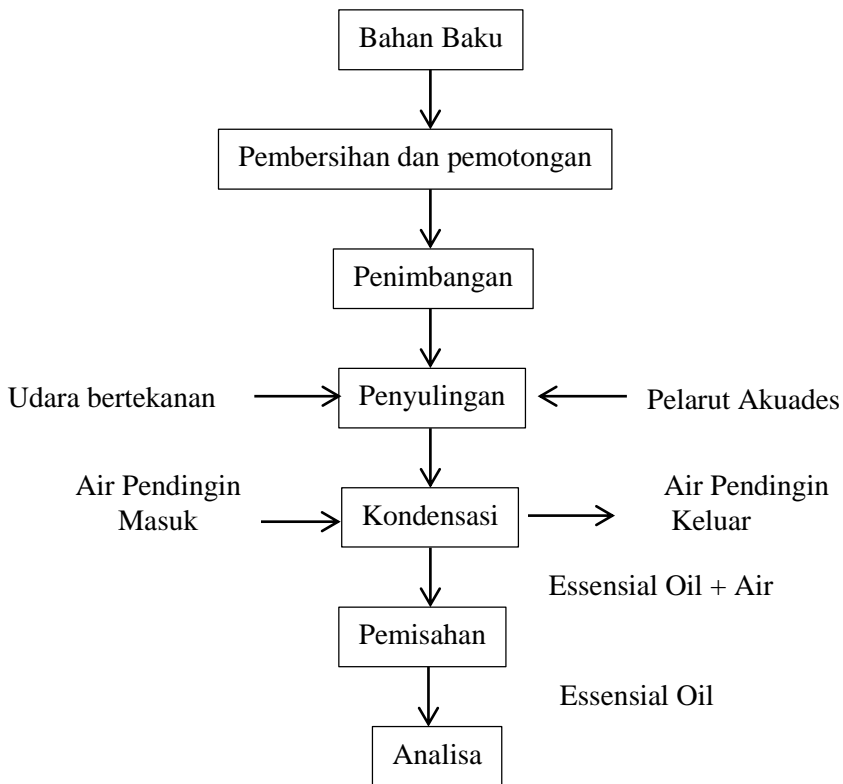 Bahan Baku
Pembersihan dan pemotongan
Penimbangan
Udara bertekanan
Penyulingan
Pelarut Akuades
Air Pendingin
Masuk
Kondensasi
Air Pendingin
Keluar
Essensial Oil + Air
Pemisahan
Essensial Oil
Analisa